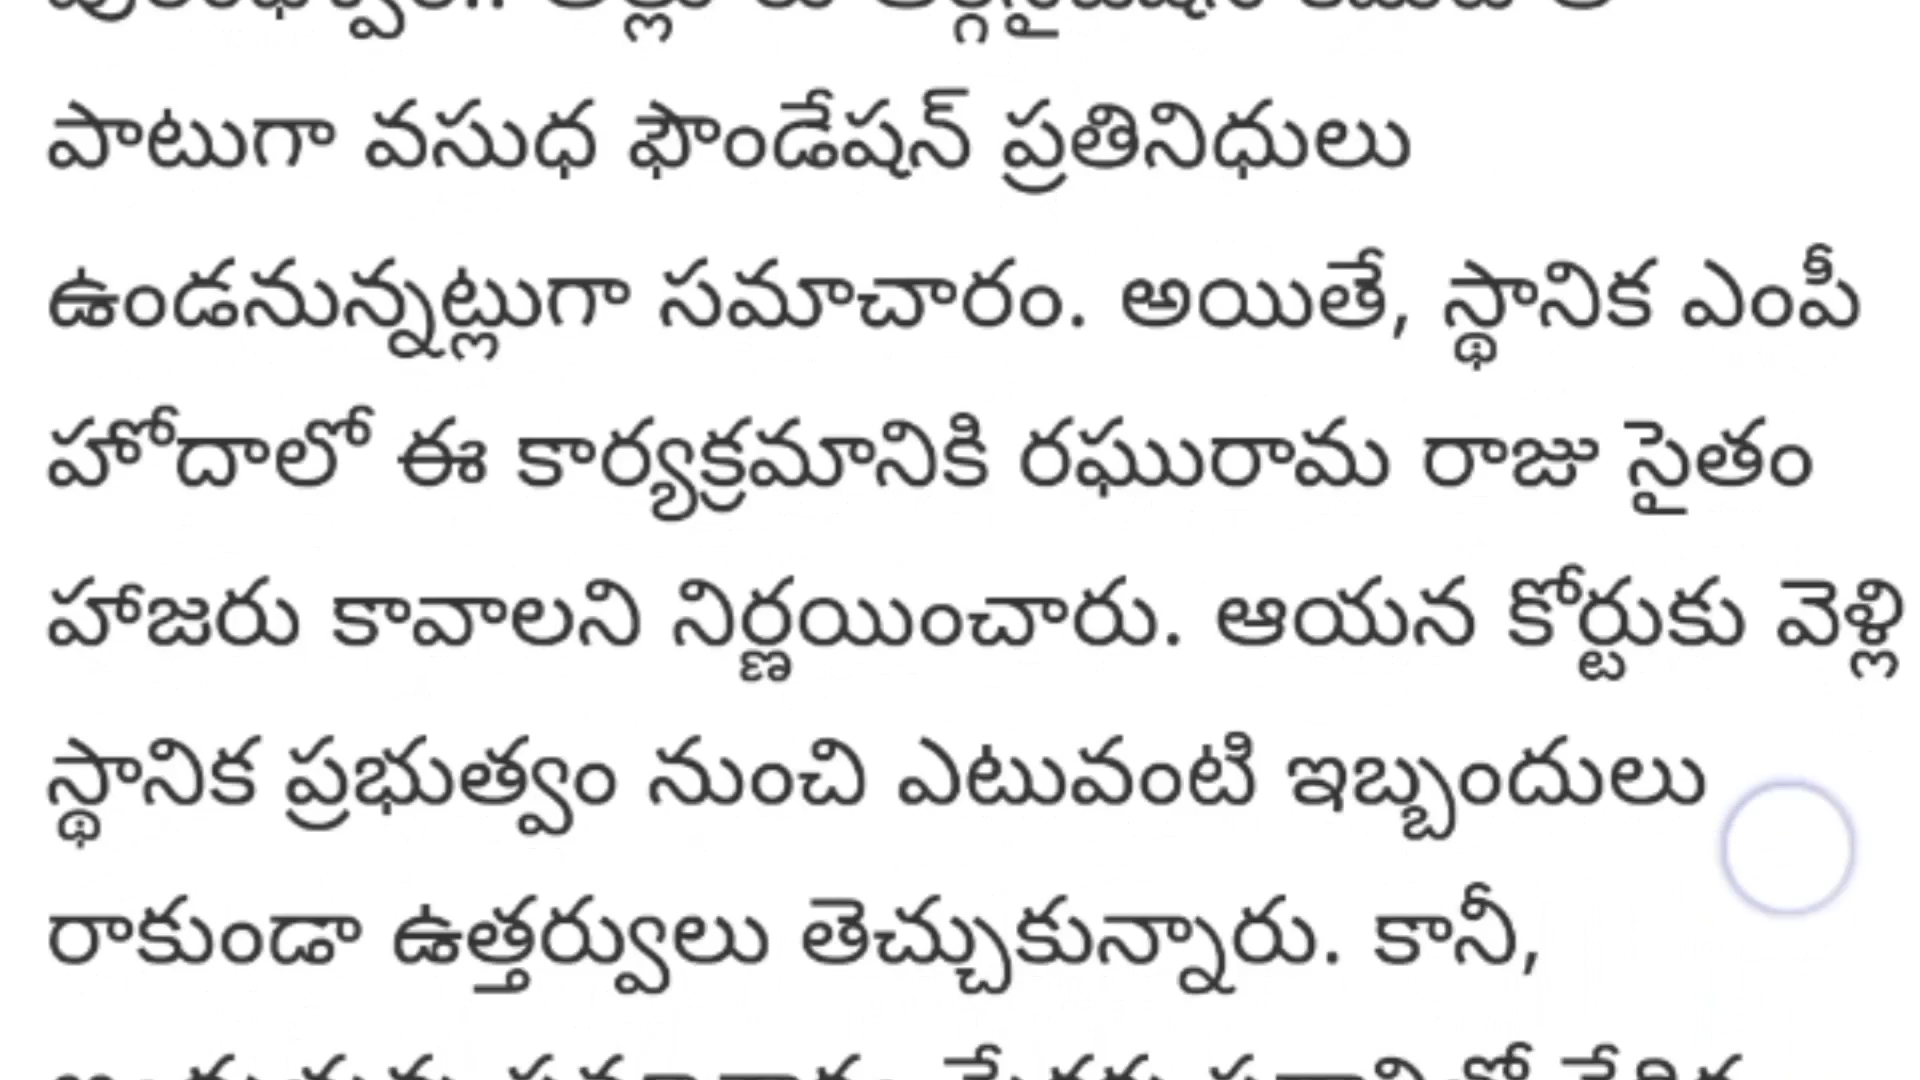 పాటుగా వసుధ ఫౌండేషన్ ప్రతినిధులు
ఉండనున్నట్లుగా సమాచారం. అయితే, స్థానిక ఎంపీ
హోదాలో ఈ కార్యక్రమానికి రఘురామ రాజు సైతం
హాజరు కావాలని నిర్ణయించారు. ఆయన కోర్టుకు వెళ్లి
స్థానిక ప్రభుత్వం నుంచి ఎటువంటి ఇబ్బందులు
రాకుండా ఉత్తర్వులు తెచ్చుకున్నారు. కానీ,